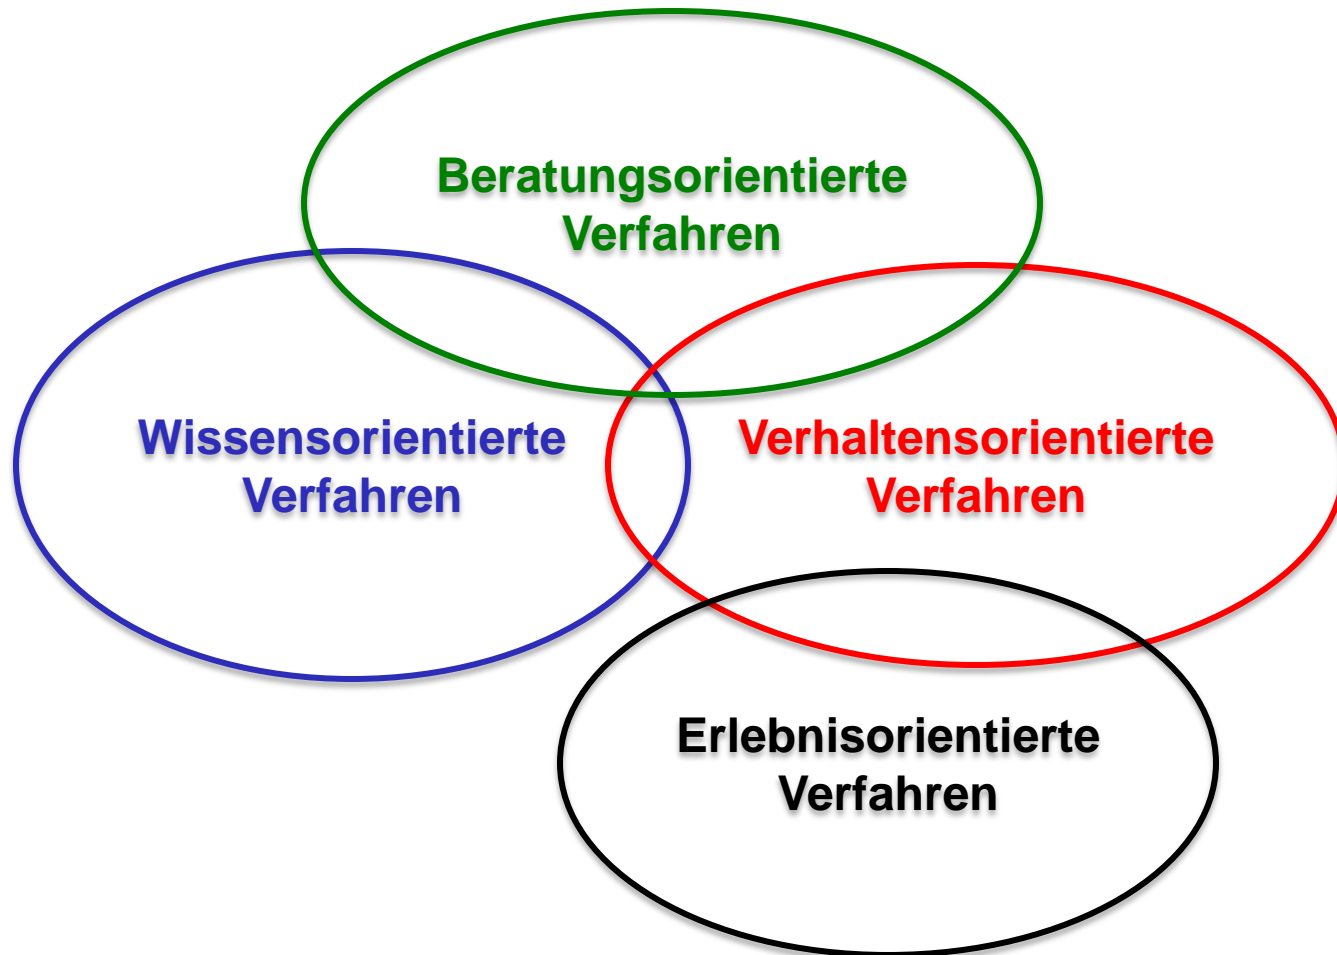 Beratungsorientierte
Verfahren
Wissensorientierte
Verfahren
Verhaltensorientierte
Verfahren
Erlebnisorientierte
Verfahren